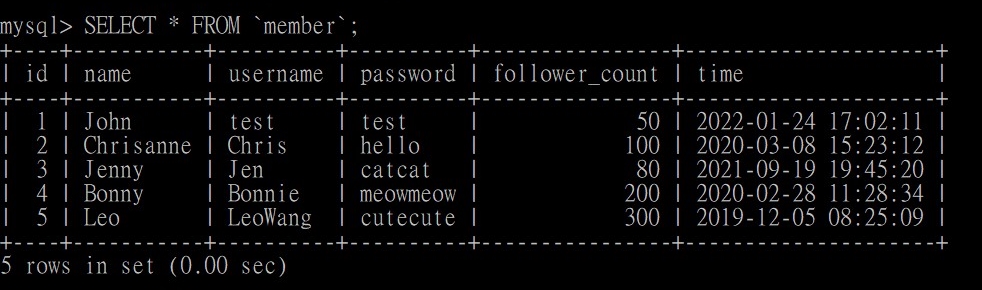 mysql> SELECT * FROM `member`;
+----+-----------+----------+----------+----------------+---------------------+
| id | name      | username | password | follower_count | time                |
+----+-----------+----------+----------+----------------+---------------------+
|  1 | John      | test     | test     |             50 | 2022-01-24 17:02:11 |
|  2 | Chrisanne | Chris    | hello    |            100 | 2020-03-08 15:23:12 |
|  3 | Jenny     | Jen      | catcat   |             80 | 2021-09-19 19:45:20 |
|  4 | Bonny     | Bonnie   | meowmeow |            200 | 2020-02-28 11:28:34 |
|  5 | Leo       | LeoWang  | cutecute |            300 | 2019-12-05 08:25:09 |
+----+-----------+----------+----------+----------------+---------------------+
5 rows in set (0.00 sec)